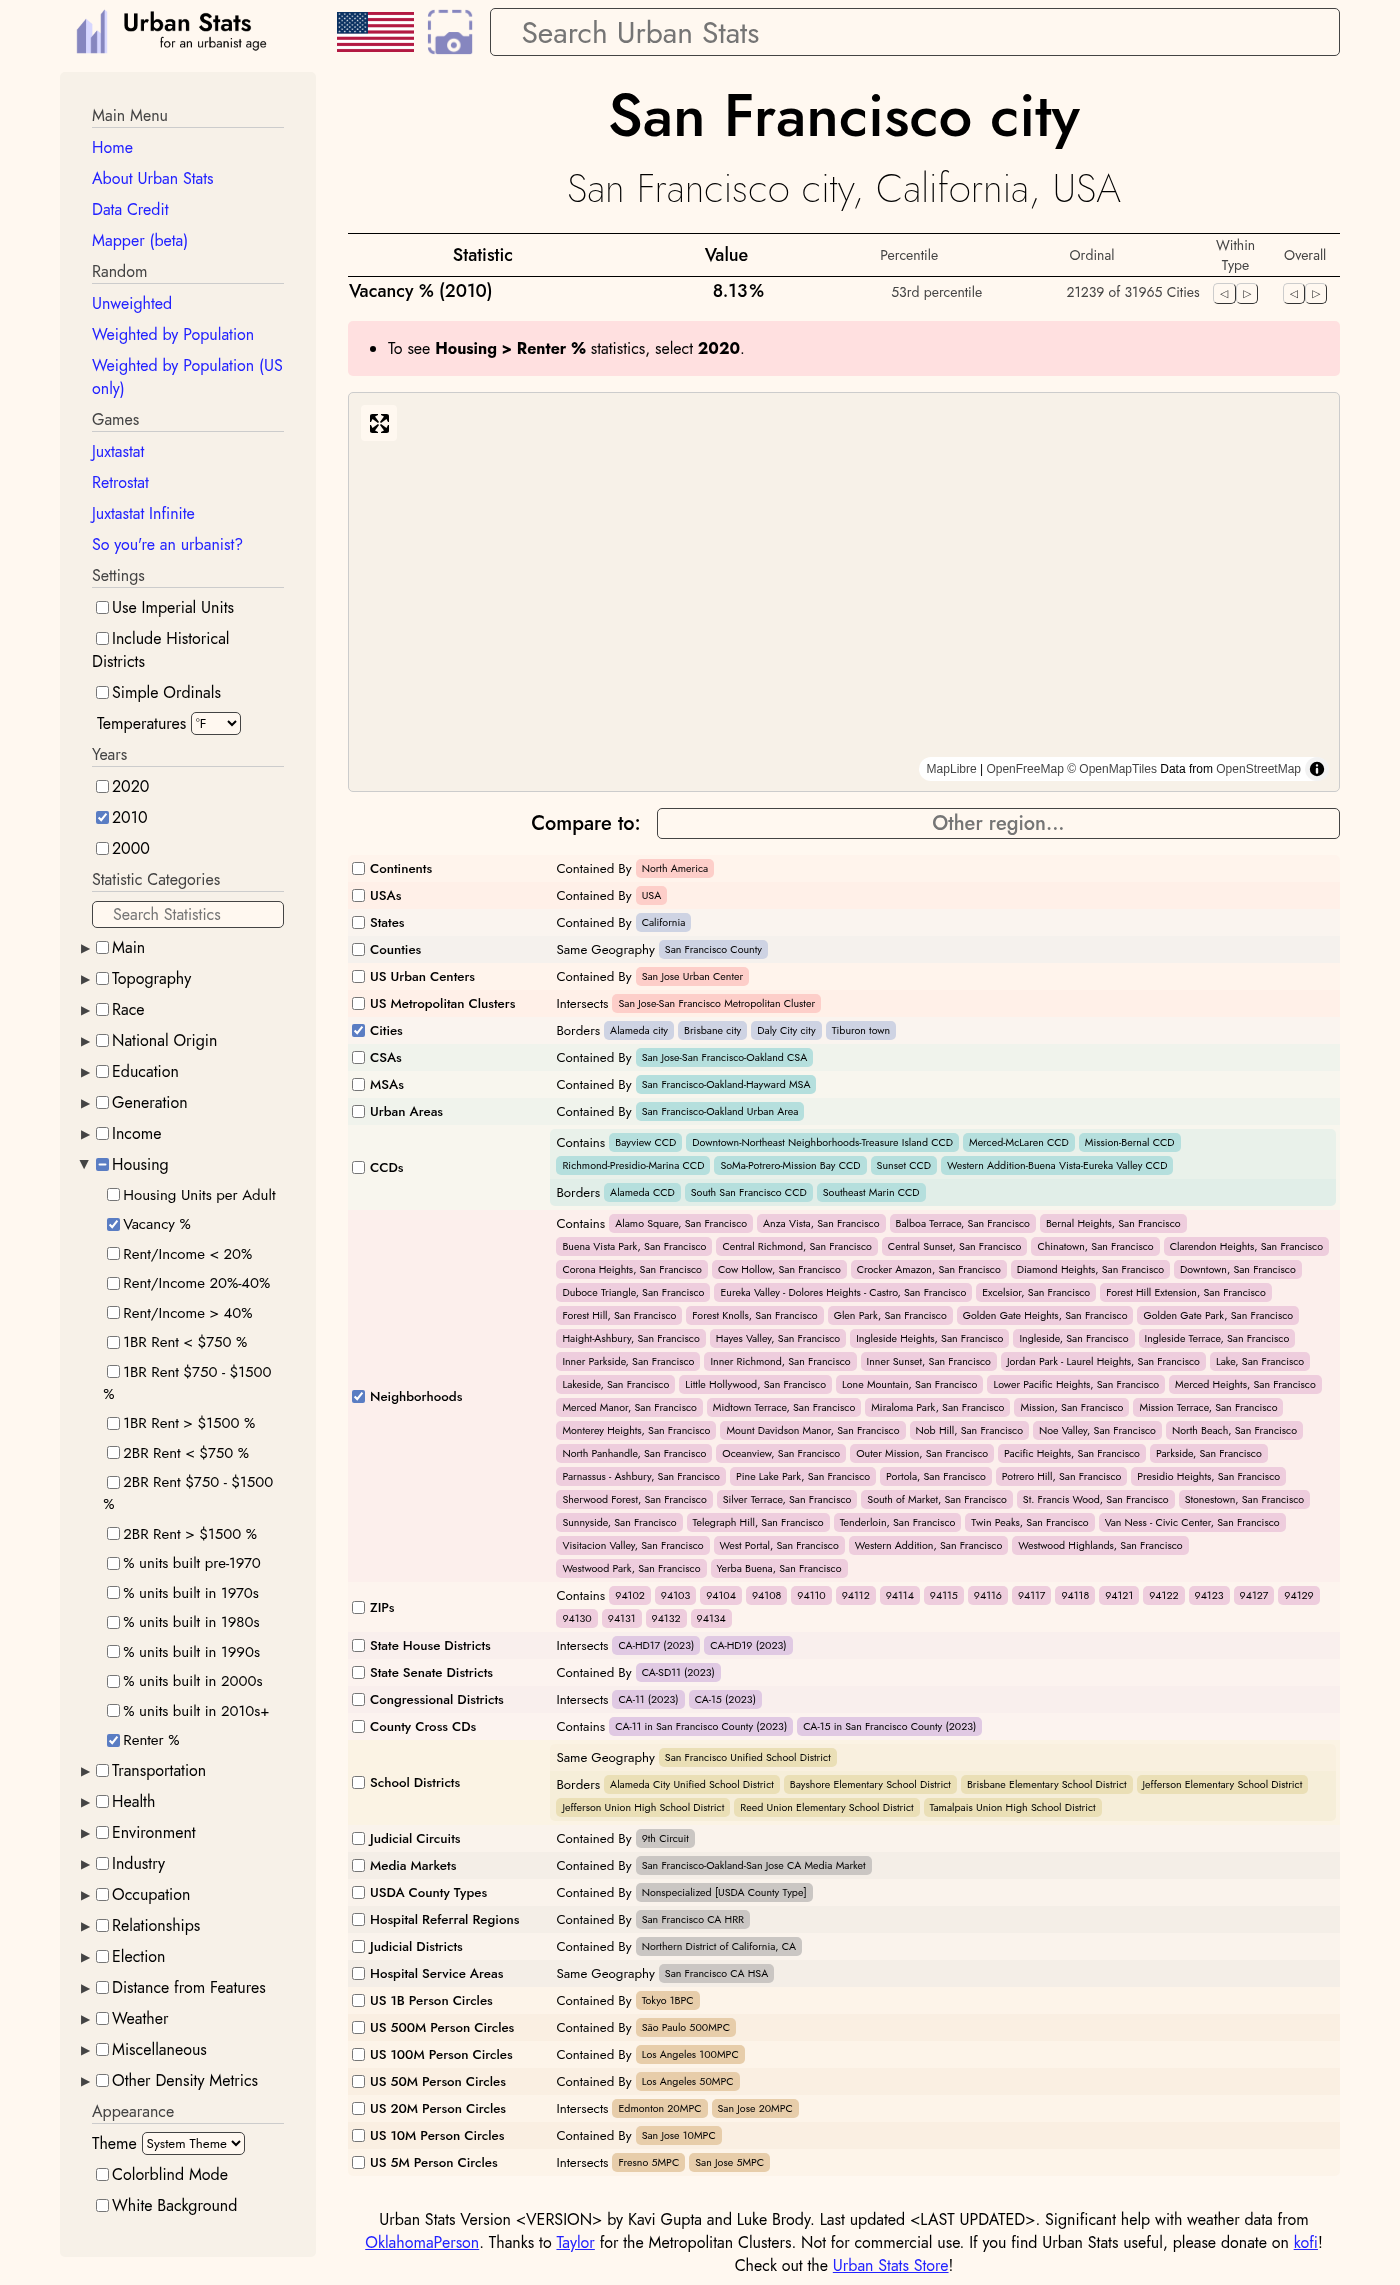 Urban Stats
for an urbanist age
Search Urban Stats
Main Menu
Home
About Urban Stats
Data Credit
Mapper (beta)
Random
Unweighted
Weighted by Population
Weighted by Population (US
only)
Games
Juxtastat
Retrostat
Juxtastat Infinite
So you're an urbanist?
Settings
Use Imperial Units
Include Historical
Districts
Simple Ordinals
Temperatures °F
Years
2020
2010
2000
Statistic Categories
Search Statistics
Main
Topography
Race
National Origin
Education
Generation
Income
Housing
Housing Units per Adult
Vacancy %
Rent/Income < 20%
Rent/Income 20%-40%
Rent/Income > 40%
1BR Rent < $750 %
1BR Rent $750 - $1500
%
1BR Rent > $1500 %
2BR Rent < $750 %
2BR Rent $750 - $1500
%
2BR Rent > $1500 %
% units built pre-1970
% units built in 1970s
% units built in 1980s
% units built in 1990s
% units built in 2000s
% units built in 2010s+
Renter %
Transportation
Health
Environment
Industry
Occupation
Relationships
Election
Distance from Features
Weather
Miscellaneous
Other Density Metrics
Appearance
Theme System Theme
Colorblind Mode
White Background
San Francisco city
San Francisco city, California, USA
Statistic Value Percentile Ordinal Within Type Overall
Vacancy % (2010) 8.13% 53rd percentile 21239 of 31965 Cities
To see Housing > Renter % statistics, select 2020.
MapLibre | OpenFreeMap © OpenMapTiles Data from OpenStreetMap
Compare to: Other region...
Continents Contained By North America
USAs Contained By USA
States Contained By California
Counties Same Geography San Francisco County
US Urban Centers Contained By San Jose Urban Center
US Metropolitan Clusters Intersects San Jose-San Francisco Metropolitan Cluster
Cities Borders Alameda city Brisbane city Daly City city Tiburon town
CSAs Contained By San Jose-San Francisco-Oakland CSA
MSAs Contained By San Francisco-Oakland-Hayward MSA
Urban Areas Contained By San Francisco-Oakland Urban Area
CCDs Contains Bayview CCD Downtown-Northeast Neighborhoods-Treasure Island CCD Merced-McLaren CCD Mission-Bernal CCD
Richmond-Presidio-Marina CCD SoMa-Potrero-Mission Bay CCD Sunset CCD Western Addition-Buena Vista-Eureka Valley CCD
Borders Alameda CCD South San Francisco CCD Southeast Marin CCD
Neighborhoods Contains Alamo Square, San Francisco Anza Vista, San Francisco Balboa Terrace, San Francisco Bernal Heights, San Francisco
Buena Vista Park, San Francisco Central Richmond, San Francisco Central Sunset, San Francisco Chinatown, San Francisco Clarendon Heights, San Francisco
Corona Heights, San Francisco Cow Hollow, San Francisco Crocker Amazon, San Francisco Diamond Heights, San Francisco Downtown, San Francisco
Duboce Triangle, San Francisco Eureka Valley - Dolores Heights - Castro, San Francisco Excelsior, San Francisco Forest Hill Extension, San Francisco
Forest Hill, San Francisco Forest Knolls, San Francisco Glen Park, San Francisco Golden Gate Heights, San Francisco Golden Gate Park, San Francisco
Haight-Ashbury, San Francisco Hayes Valley, San Francisco Ingleside Heights, San Francisco Ingleside, San Francisco Ingleside Terrace, San Francisco
Inner Parkside, San Francisco Inner Richmond, San Francisco Inner Sunset, San Francisco Jordan Park - Laurel Heights, San Francisco Lake, San Francisco
Lakeside, San Francisco Little Hollywood, San Francisco Lone Mountain, San Francisco Lower Pacific Heights, San Francisco Merced Heights, San Francisco
Merced Manor, San Francisco Midtown Terrace, San Francisco Miraloma Park, San Francisco Mission, San Francisco Mission Terrace, San Francisco
Monterey Heights, San Francisco Mount Davidson Manor, San Francisco Nob Hill, San Francisco Noe Valley, San Francisco North Beach, San Francisco
North Panhandle, San Francisco Oceanview, San Francisco Outer Mission, San Francisco Pacific Heights, San Francisco Parkside, San Francisco
Parnassus - Ashbury, San Francisco Pine Lake Park, San Francisco Portola, San Francisco Potrero Hill, San Francisco Presidio Heights, San Francisco
Sherwood Forest, San Francisco Silver Terrace, San Francisco South of Market, San Francisco St. Francis Wood, San Francisco Stonestown, San Francisco
Sunnyside, San Francisco Telegraph Hill, San Francisco Tenderloin, San Francisco Twin Peaks, San Francisco Van Ness - Civic Center, San Francisco
Visitacion Valley, San Francisco West Portal, San Francisco Western Addition, San Francisco Westwood Highlands, San Francisco
Westwood Park, San Francisco Yerba Buena, San Francisco
ZIPs Contains 94102 94103 94104 94108 94110 94112 94114 94115 94116 94117 94118 94121 94122 94123 94127 94129
94130 94131 94132 94134
State House Districts Intersects CA-HD17 (2023) CA-HD19 (2023)
State Senate Districts Contained By CA-SD11 (2023)
Congressional Districts Intersects CA-11 (2023) CA-15 (2023)
County Cross CDs Contains CA-11 in San Francisco County (2023) CA-15 in San Francisco County (2023)
School Districts Same Geography San Francisco Unified School District
Borders Alameda City Unified School District Bayshore Elementary School District Brisbane Elementary School District Jefferson Elementary School District
Jefferson Union High School District Reed Union Elementary School District Tamalpais Union High School District
Judicial Circuits Contained By 9th Circuit
Media Markets Contained By San Francisco-Oakland-San Jose CA Media Market
USDA County Types Contained By Nonspecialized [USDA County Type]
Hospital Referral Regions Contained By San Francisco CA HRR
Judicial Districts Contained By Northern District of California, CA
Hospital Service Areas Same Geography San Francisco CA HSA
US 1B Person Circles Contained By Tokyo 1BPC
US 500M Person Circles Contained By São Paulo 500MPC
US 100M Person Circles Contained By Los Angeles 100MPC
US 50M Person Circles Contained By Los Angeles 50MPC
US 20M Person Circles Intersects Edmonton 20MPC San Jose 20MPC
US 10M Person Circles Contained By San Jose 10MPC
US 5M Person Circles Intersects Fresno 5MPC San Jose 5MPC
Urban Stats Version <VERSION> by Kavi Gupta and Luke Brody. Last updated <LAST UPDATED>. Significant help with weather data from
OklahomaPerson. Thanks to Taylor for the Metropolitan Clusters. Not for commercial use. If you find Urban Stats useful, please donate on kofi!
Check out the Urban Stats Store!